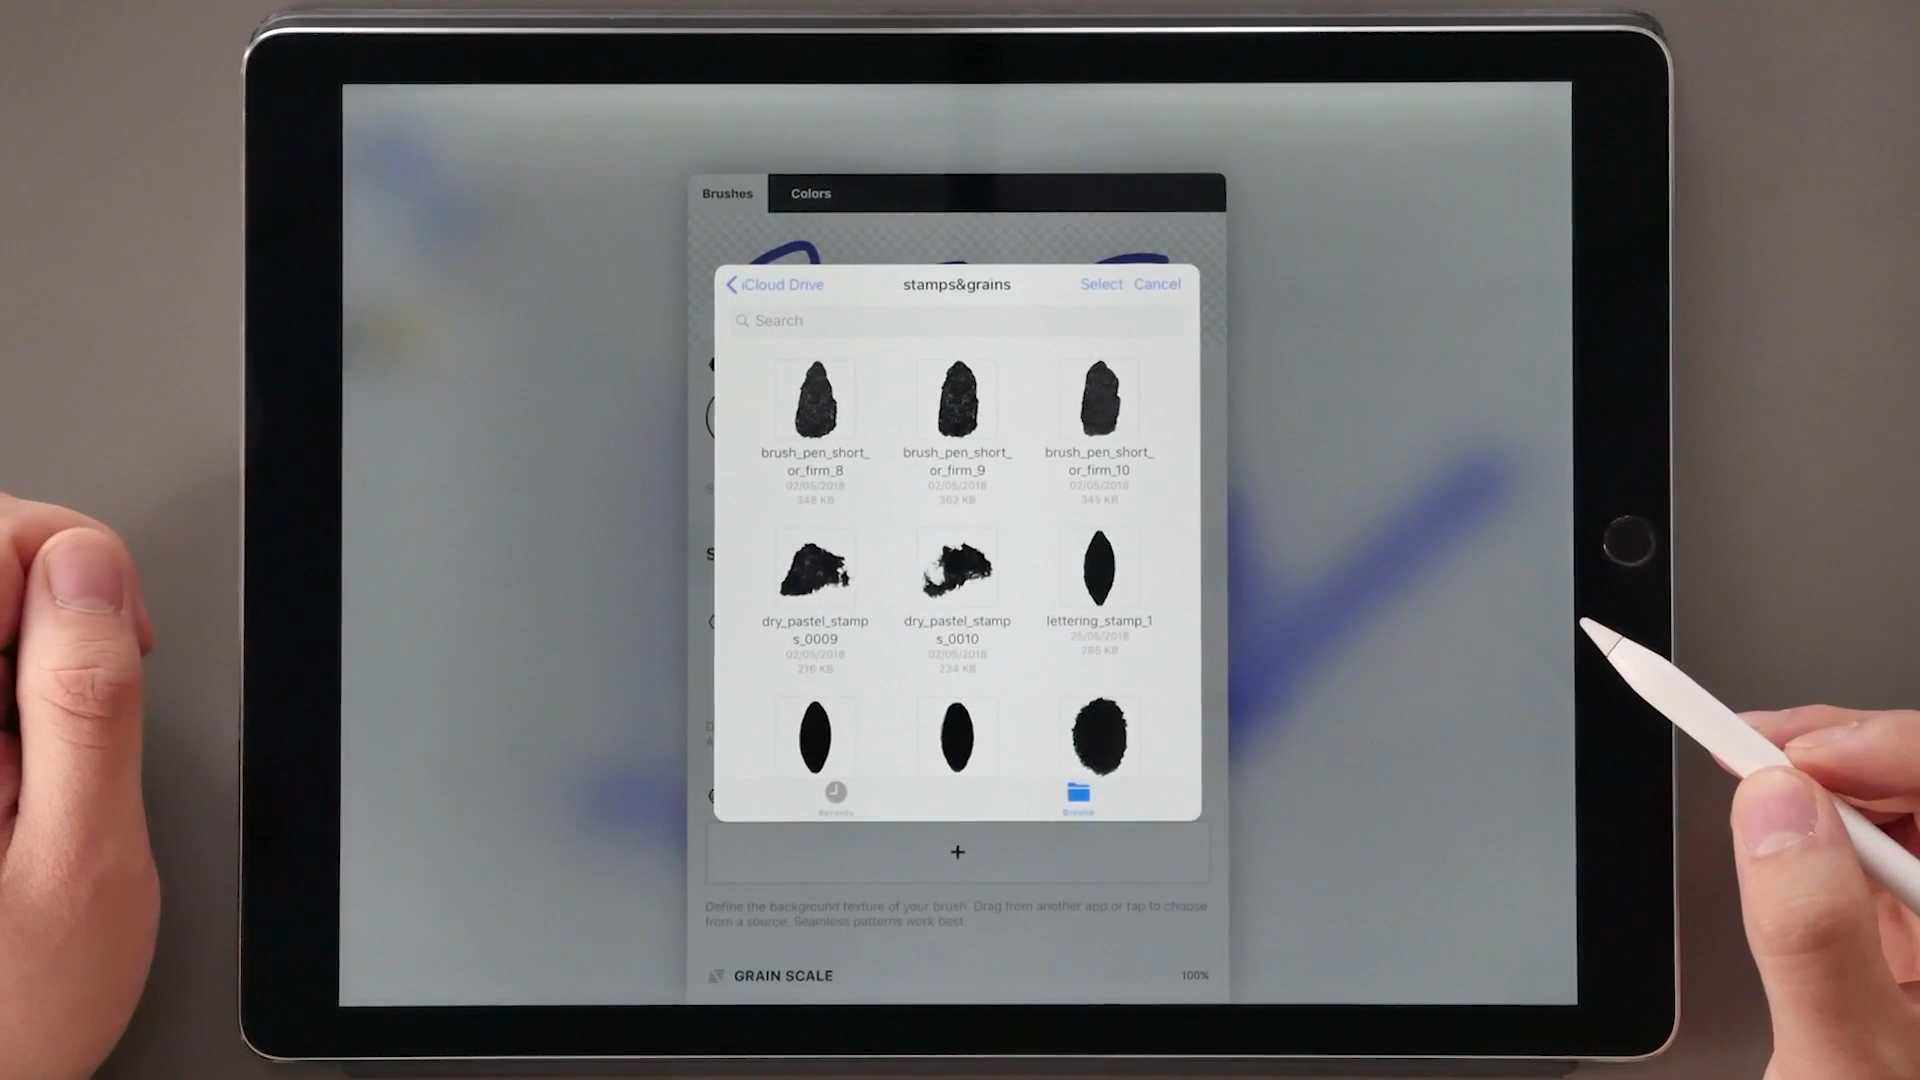 Brushes
Colors
iCloud Drive
stamps&grains
Select
Cancel
Search
brush_pen_short_
or_firm_8
02/05/2018
348 KB
brush_pen_short_
or_firm_9
02/05/2018
362 KB
brush_pen_short_
or_firm_10
02/05/2018
345 KB
dry_pastel_stamp
s_0009
02/05/2018
216 KB
dry_pastel_stamp
s_0010
02/05/2018
234 KB
lettering_stamp_1
25/05/2018
285 KB
Recents
Browse
+
Define the background texture of your brush. Drag from another app or tap to choose
from a source. Seamless patterns work best.
GRAIN SCALE
100%